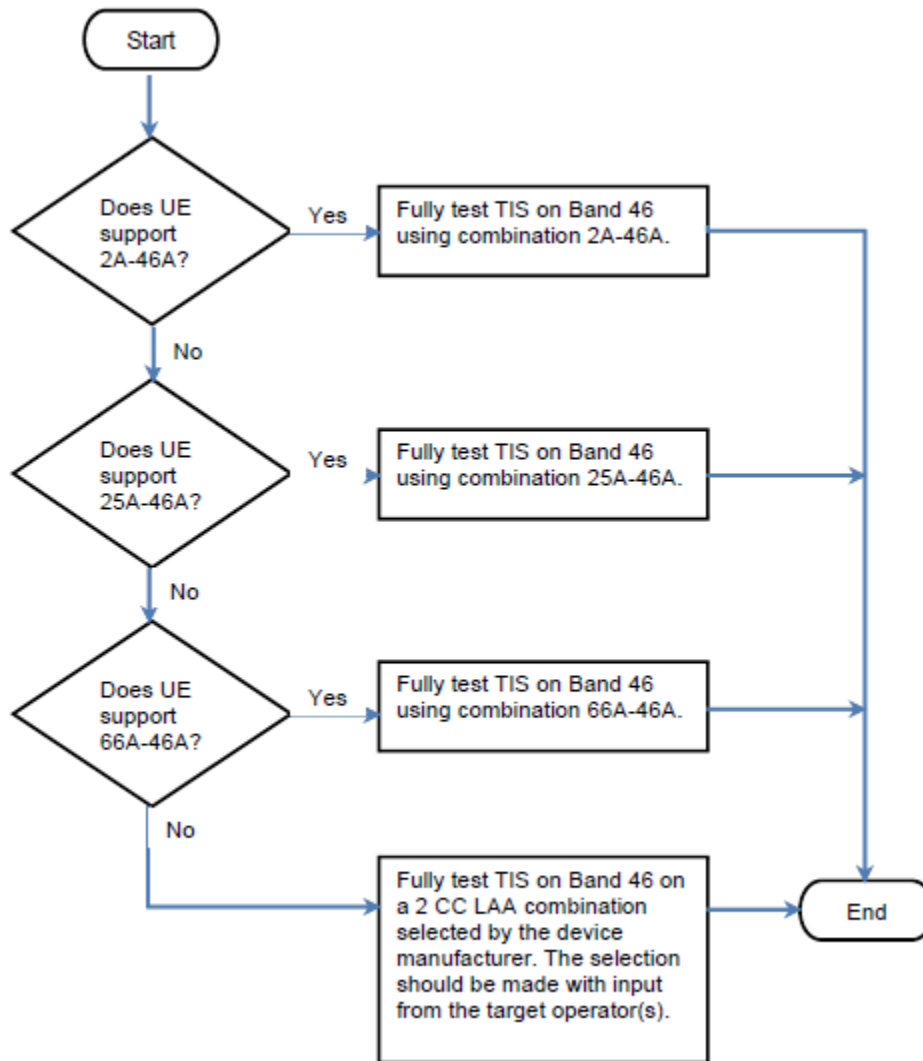 Start
Does UE
support
2A-46A?
Yes
Fully test TIS on Band 46
using combination 2A-46A.
No
Does UE
support
25A-46A?
Yes
Fully test TIS on Band 46
using combination 25A-46A.
No
Does UE
support
66A-46A?
Yes
Fully test TIS on Band 46
using combination 66A-46A.
No
Fully test TIS on Band 46 on
a 2 CC LAA combination
selected by the device
manufacturer. The selection
should be made with input
from the target operator(s).
End